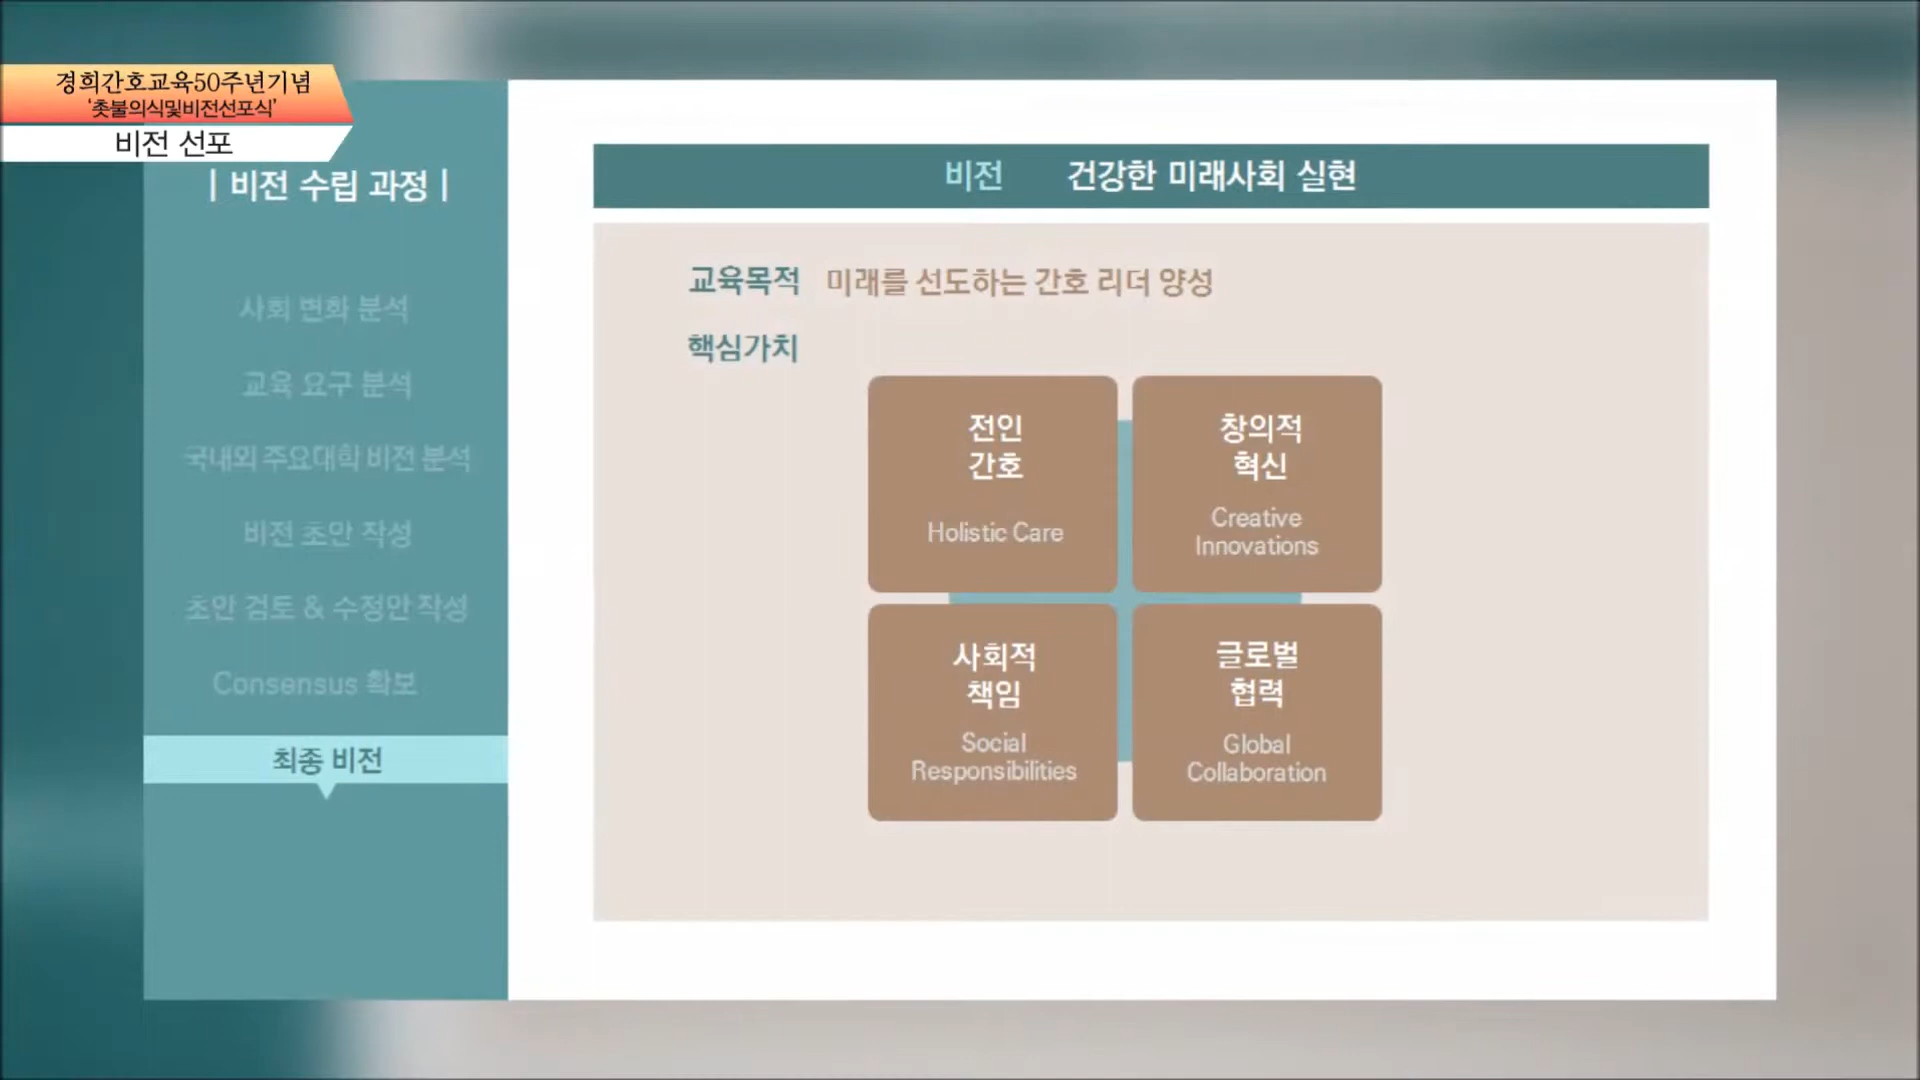 경희간호교육50주년기념
‘촛불의식및비전선포식’
비전 선포
| 비전 수립 과정 |
사회 변화 분석
교육 요구 분석
국내외 주요대학 비전 분석
비전 초안 작성
초안 검토 & 수정안 작성
Consensus 확보
최종 비전
비전 건강한 미래사회 실현
교육목적 미래를 선도하는 간호 리더 양성
핵심가치
전인
간호
Holistic Care
창의적
혁신
Creative
Innovations
사회적
책임
Social
Responsibilities
글로벌
협력
Global
Collaboration